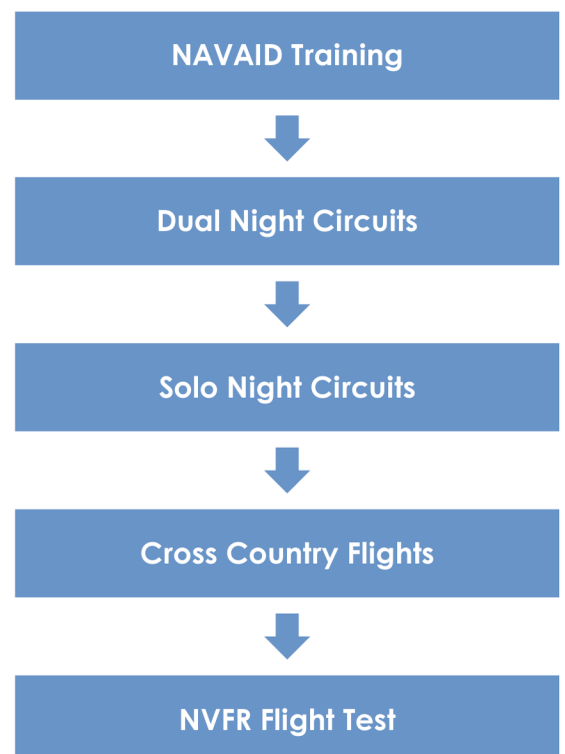 NAVAID Training
Dual Night Circuits
Solo Night Circuits
Cross Country Flights
NVFR Flight Test